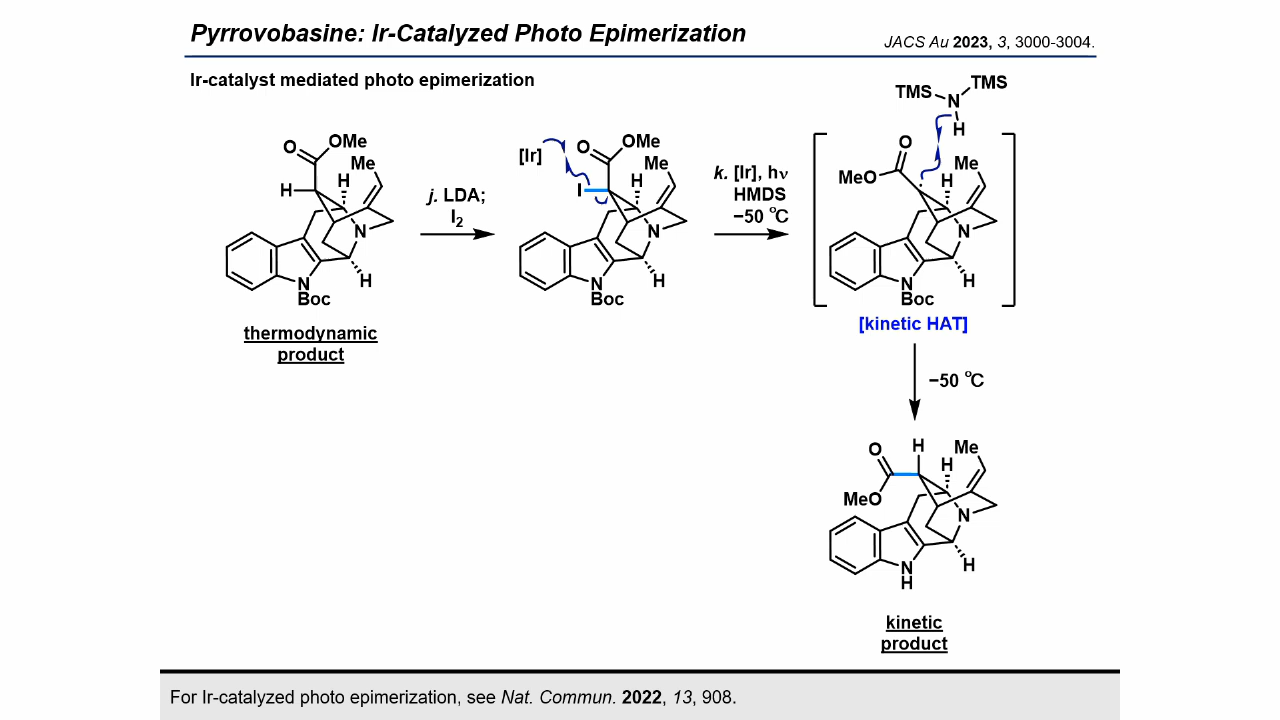 Pyrrovobasine: Ir-Catalyzed Photo Epimerization
JACS Au 2023, 3, 3000-3004.
Ir-catalyst mediated photo epimerization
O
OMe
Me
H
H
N
H
N
Boc
thermodynamic
product
j. LDA;
I2
[Ir]
O
OMe
Me
I
H
N
H
N
Boc
k. [Ir], hν
HMDS
−50 °C
TMS
TMS
N
H
O
MeO
Me
H
N
H
N
Boc
[kinetic HAT]
−50 °C
O
H
Me
H
MeO
N
H
N
H
kinetic
product
For Ir-catalyzed photo epimerization, see Nat. Commun. 2022, 13, 908.